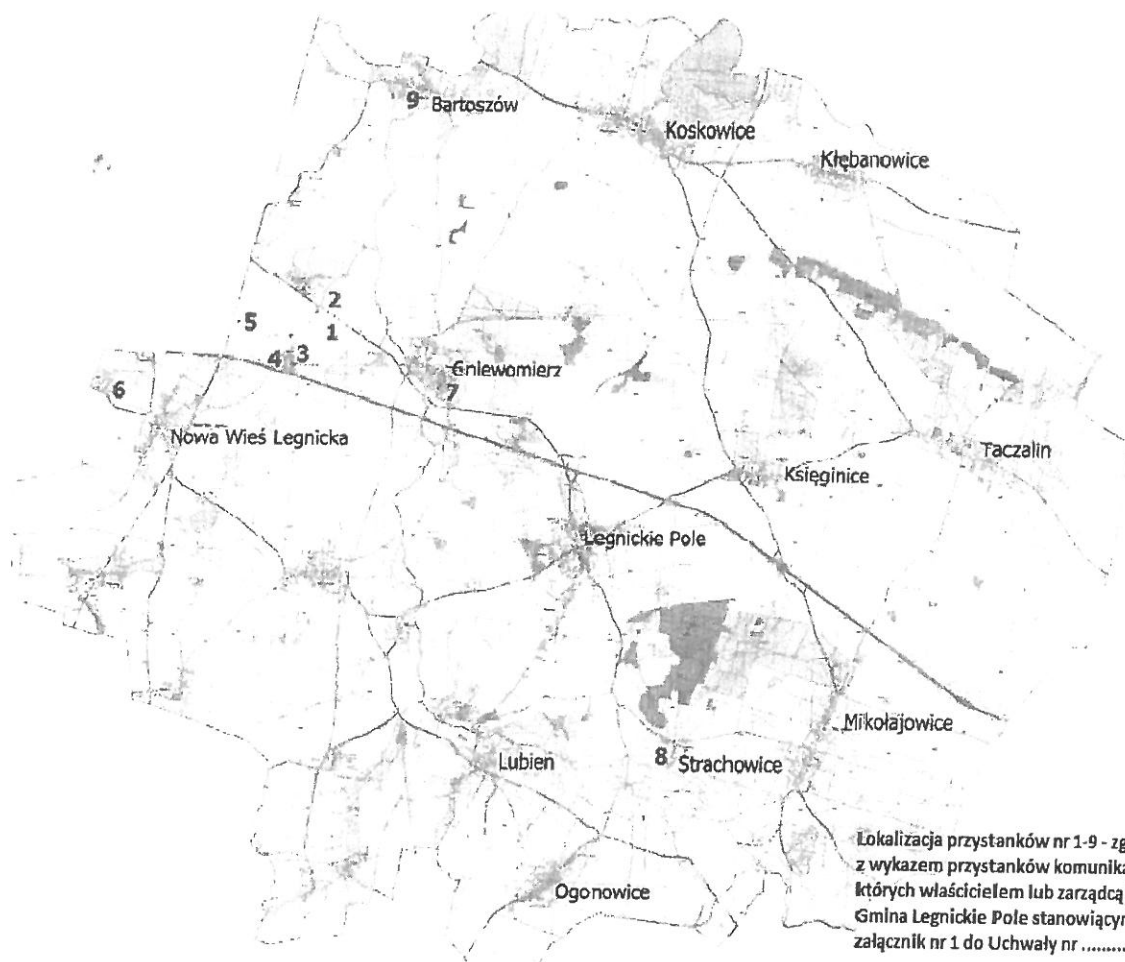 9 Bartoszów
Koskowice
Kłębanowice
2
5
1
4 3
Gniewomierz
6
7
Nowa Wieś Legnicka
Taczalin
Księginice
Legnickie Pole
Mikołajowice
8 Strachowice
Lubień
Lokalizacja przystanków nr 1-9 - zg
z wykazem przystanków komunika
których właścicielem lub zarządcą
Gmina Legnickie Pole stanowiącym
załącznik nr 1 do Uchwały nr .........
Ogonowice